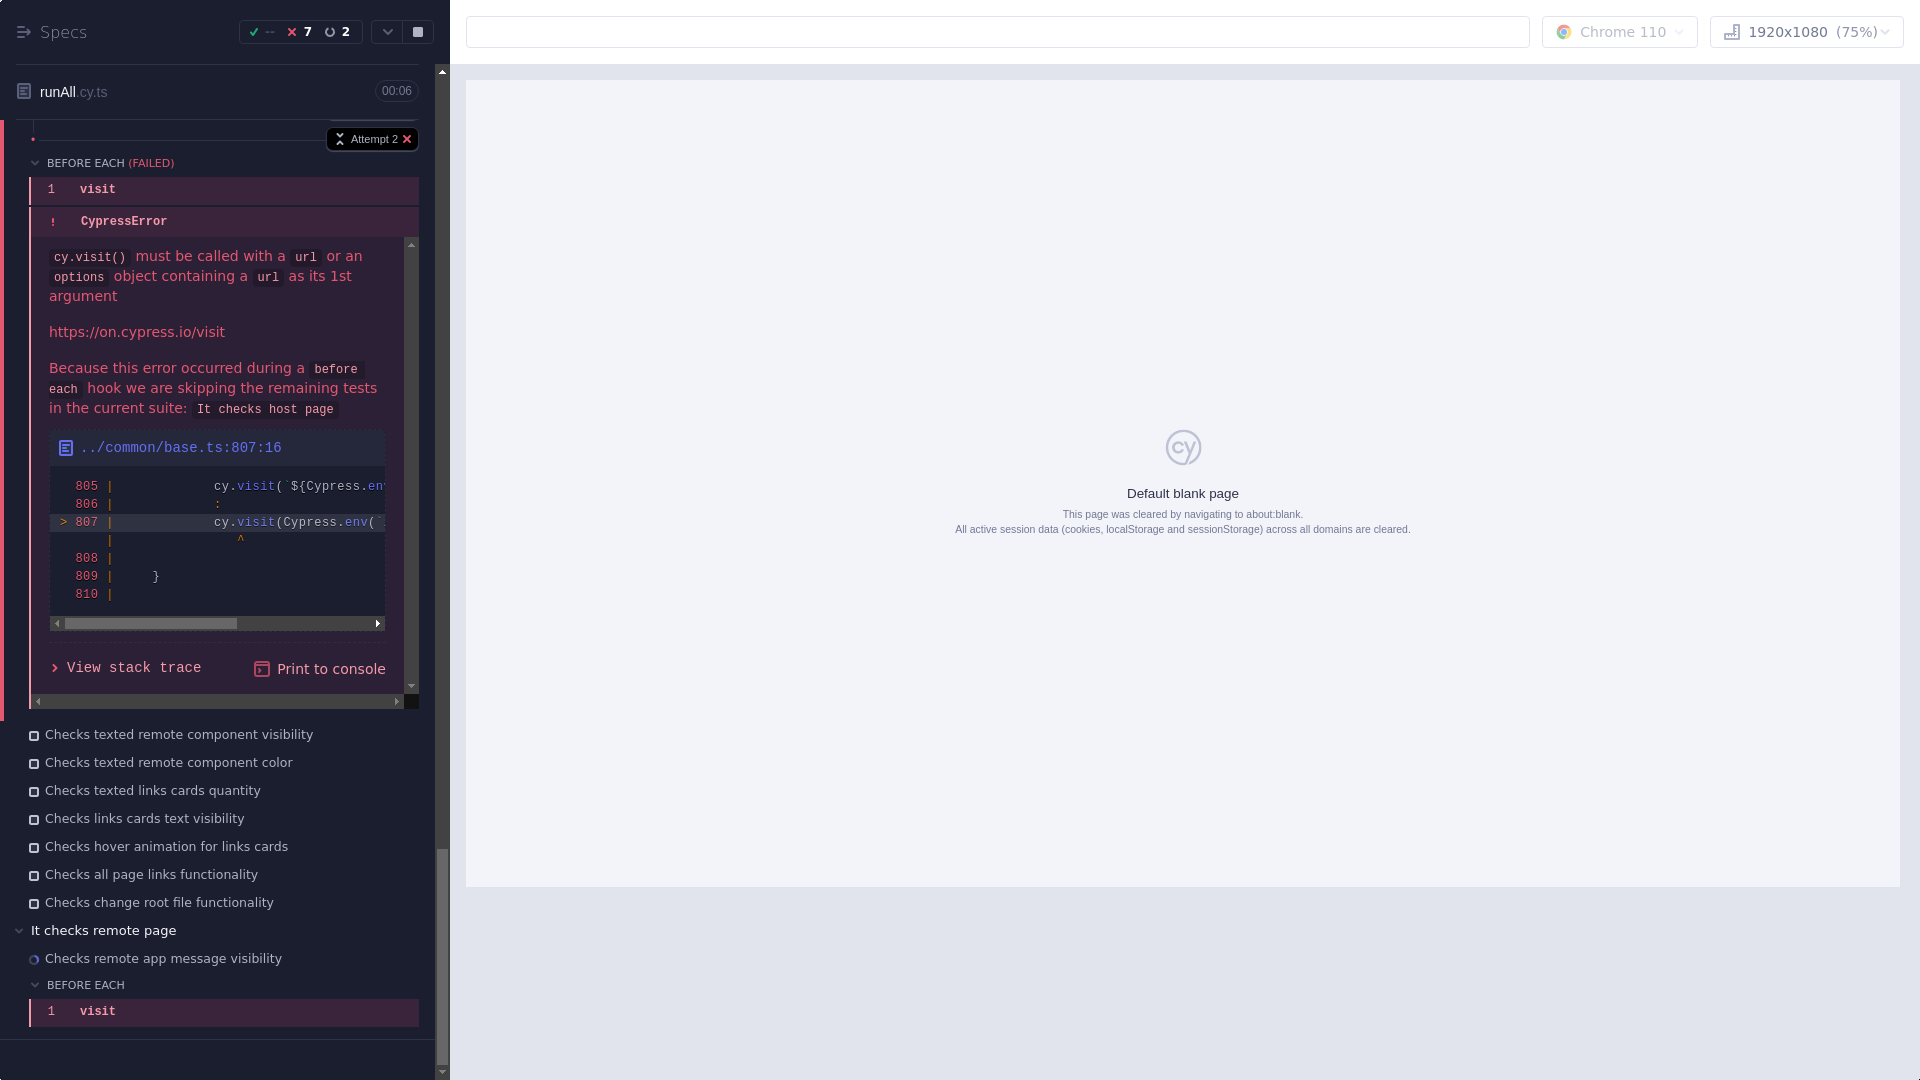 Specs
-- 7 2
runAll.cy.ts
00:06
Attempt 2
BEFORE EACH (FAILED)
1 visit
! CypressError
cy.visit() must be called with a url or an
options object containing a url as its 1st
argument
https://on.cypress.io/visit
Because this error occurred during a before
each hook we are skipping the remaining tests
in the current suite: It checks host page
../common/base.ts:807:16
805 | cy.visit(`${Cypress.env
806 | :
> 807 | cy.visit(Cypress.env(`
| ^
808 |
809 | }
810 |
View stack trace
Print to console
Checks texted remote component visibility
Checks texted remote component color
Checks texted links cards quantity
Checks links cards text visibility
Checks hover animation for links cards
Checks all page links functionality
Checks change root file functionality
It checks remote page
Checks remote app message visibility
BEFORE EACH
1 visit
Chrome 110
1920x1080 (75%)
cy
Default blank page
This page was cleared by navigating to about:blank.
All active session data (cookies, localStorage and sessionStorage) across all domains are cleared.